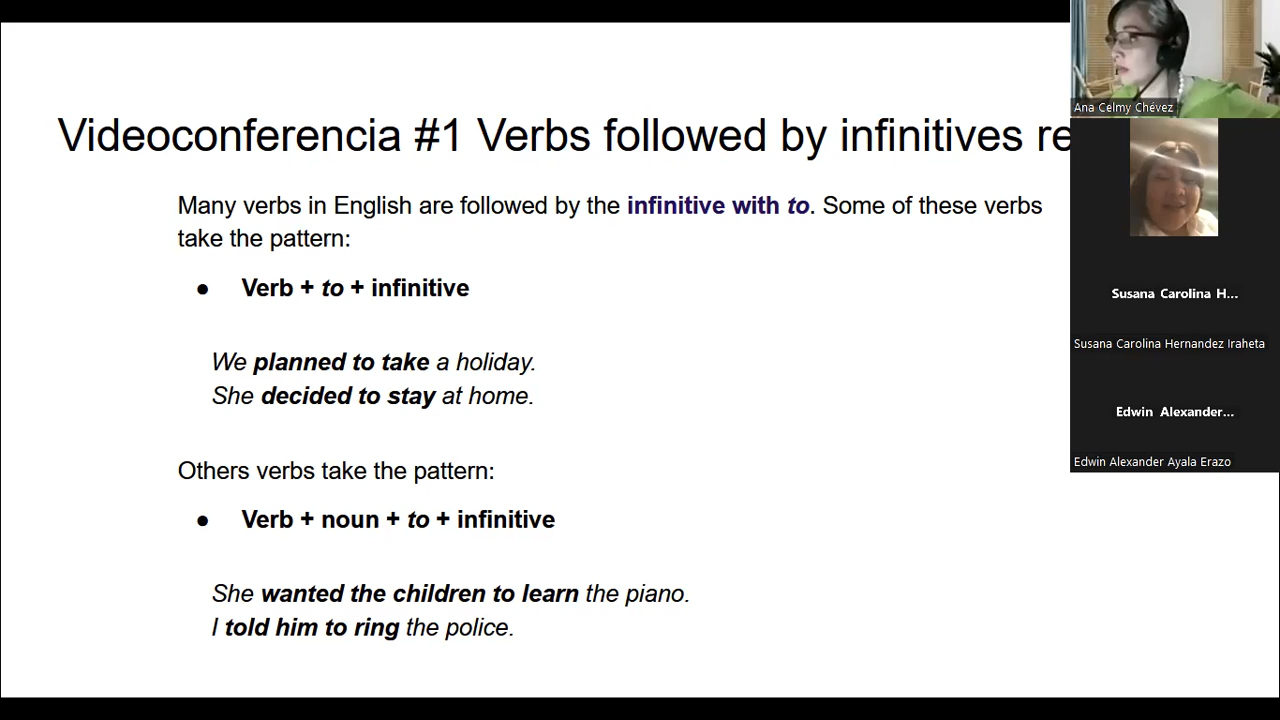 Videoconferencia #1 Verbs followed by infinitives re
Many verbs in English are followed by the infinitive with to. Some of these verbs
take the pattern:
● Verb + to + infinitive
We planned to take a holiday.
She decided to stay at home.
Others verbs take the pattern:
● Verb + noun + to + infinitive
She wanted the children to learn the piano.
I told him to ring the police.
Ana Celmy Chévez
Susana Carolina H...
Susana Carolina Hernandez Iraheta
Edwin Alexander...
Edwin Alexander Ayala Erazo